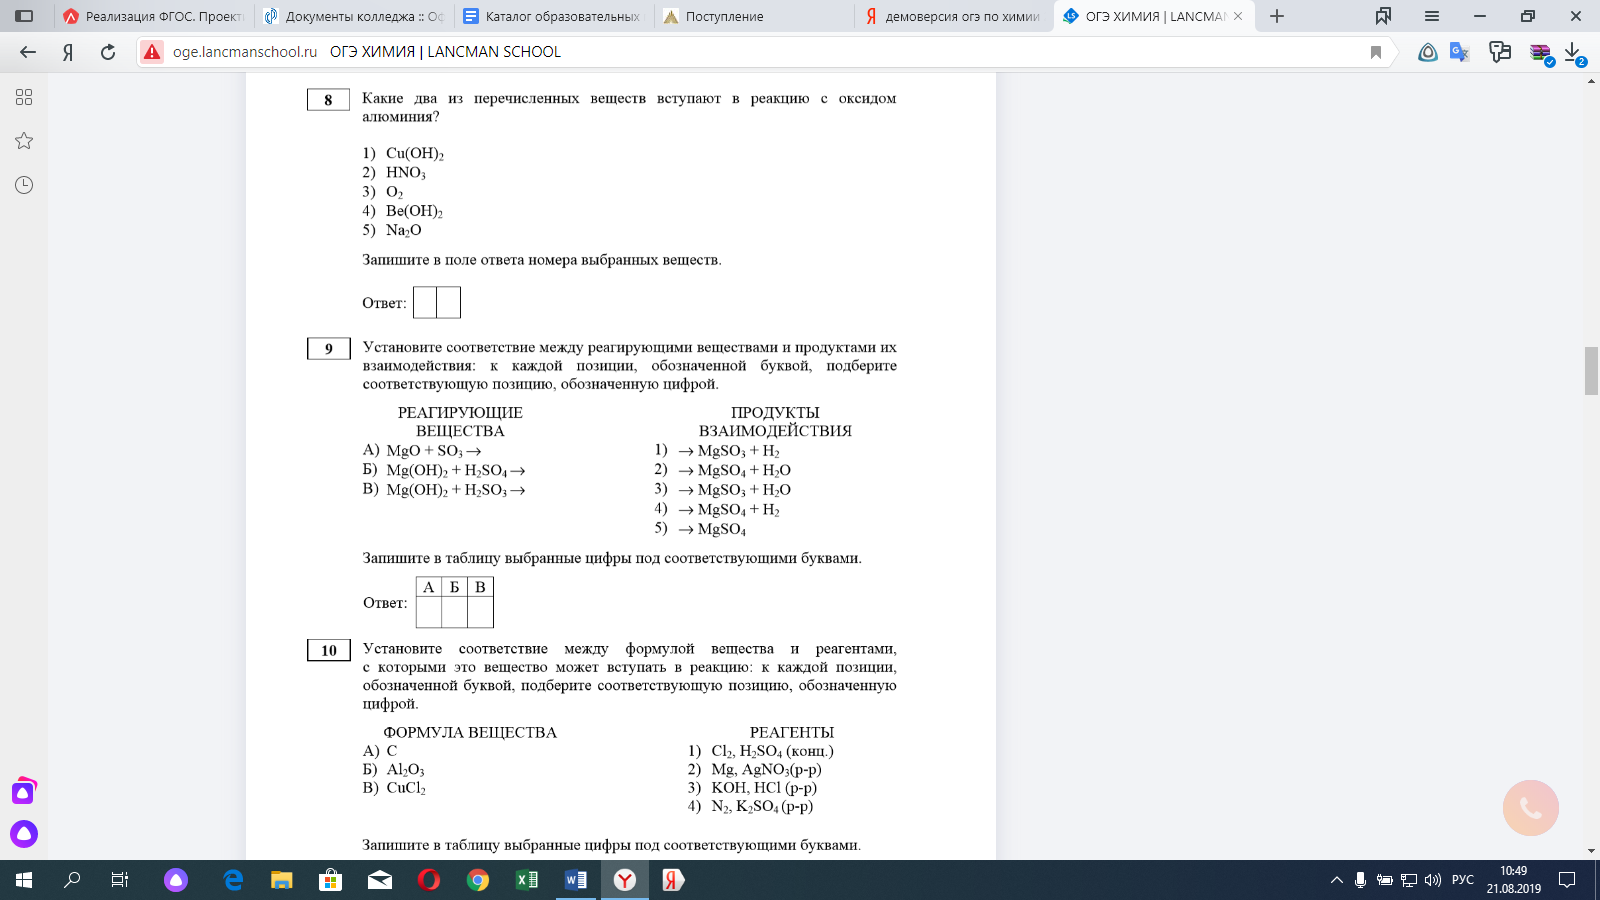 Реализация ФГОС. Проект
Документы колледжа :: Оф
Каталог образовательных
Поступление
демоверсия огэ по химии
ОГЭ ХИМИЯ | LANCMAN
oge.lancmanschool.ru ОГЭ ХИМИЯ | LANCMAN SCHOOL
2
8 Какие два из перечисленных веществ вступают в реакцию с оксидом
алюминия?
1) Cu(OH)2
2) HNO3
3) O2
4) Be(OH)2
5) Na2O
Запишите в поле ответа номера выбранных веществ.
Ответ:
9 Установите соответствие между реагирующими веществами и продуктами их
взаимодействия: к каждой позиции, обозначенной буквой, подберите
соответствующую позицию, обозначенную цифрой.
РЕАГИРУЮЩИЕ
ВЕЩЕСТВА
А) MgO + SO3 →
Б) Mg(OH)2 + H2SO4 →
В) Mg(OH)2 + H2SO3 →
ПРОДУКТЫ
ВЗАИМОДЕЙСТВИЯ
1) → MgSO3 + H2
2) → MgSO4 + H2O
3) → MgSO3 + H2O
4) → MgSO4 + H2
5) → MgSO4
Запишите в таблицу выбранные цифры под соответствующими буквами.
А Б В
Ответ:
10 Установите соответствие между формулой вещества и реагентами,
с которыми это вещество может вступать в реакцию: к каждой позиции,
обозначенной буквой, подберите соответствующую позицию, обозначенную
цифрой.
ФОРМУЛА ВЕЩЕСТВА
А) C
Б) Al2O3
В) CuCl2
РЕАГЕНТЫ
1) Cl2, H2SO4 (конц.)
2) Mg, AgNO3(р-р)
3) KOH, HCl (р-р)
4) N2, K2SO4 (р-р)
Запишите в таблицу выбранные цифры под соответствующими буквами.
РУС
10:49
21.08.2019